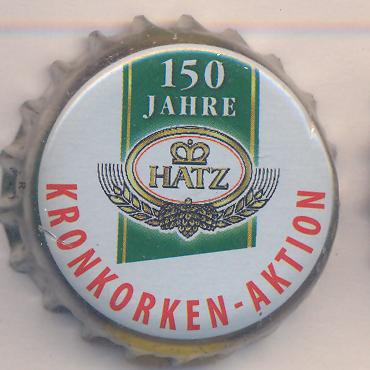 150
JAHRE
HATZ
KRONKORKEN-AKTION